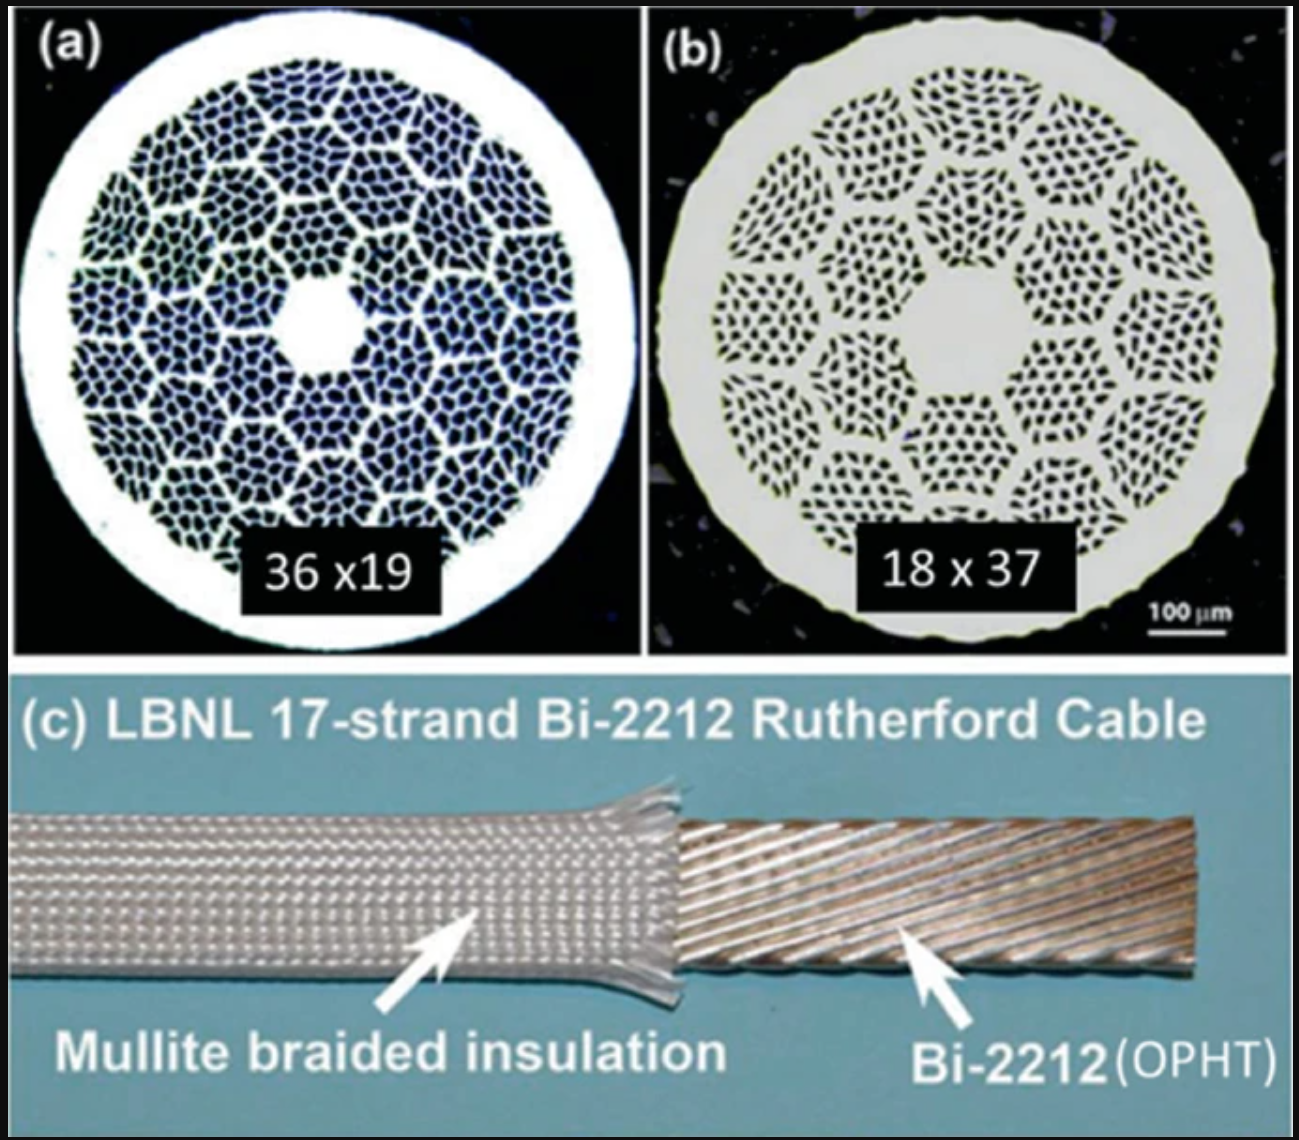 (a)
(b)
36 x19
18 x 37
100 μm
(c) LBNL 17-strand Bi-2212 Rutherford Cable
Mullite braided insulation
Bi-2212 (OPHT)